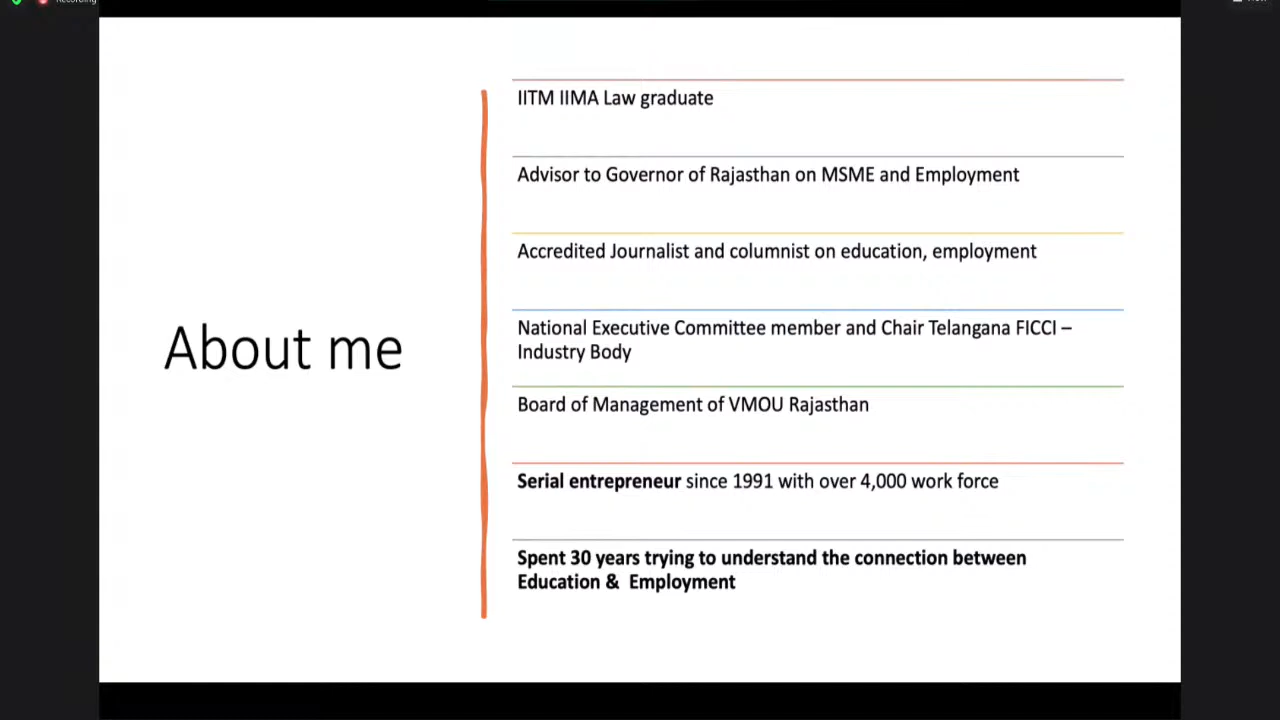 Recording
About me
IITM IIMA Law graduate
Advisor to Governor of Rajasthan on MSME and Employment
Accredited Journalist and columnist on education, employment
National Executive Committee member and Chair Telangana FICCI –
Industry Body
Board of Management of VMOU Rajasthan
Serial entrepreneur since 1991 with over 4,000 work force
Spent 30 years trying to understand the connection between
Education &  Employment